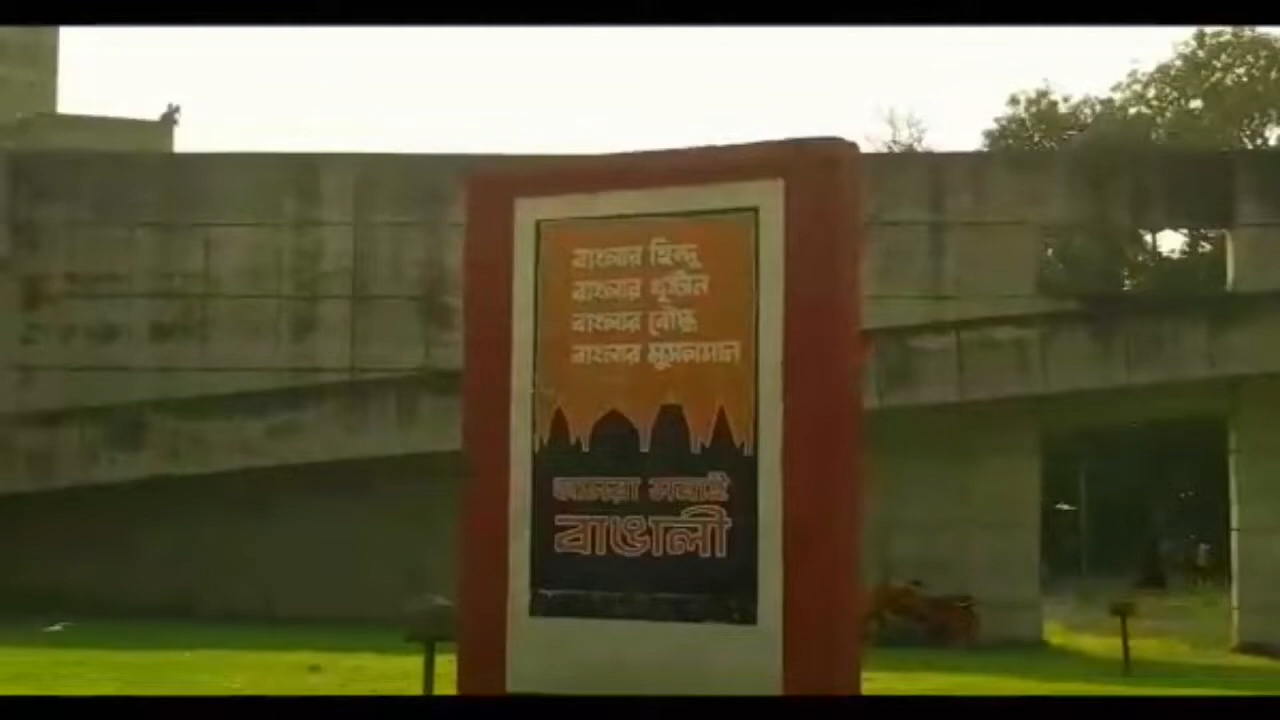 বাংলার হিন্দু
বাংলার খৃষ্টান
বাংলার বৌদ্ধ
বাংলার মুসলমান
আমরা সবাই
বাঙালী